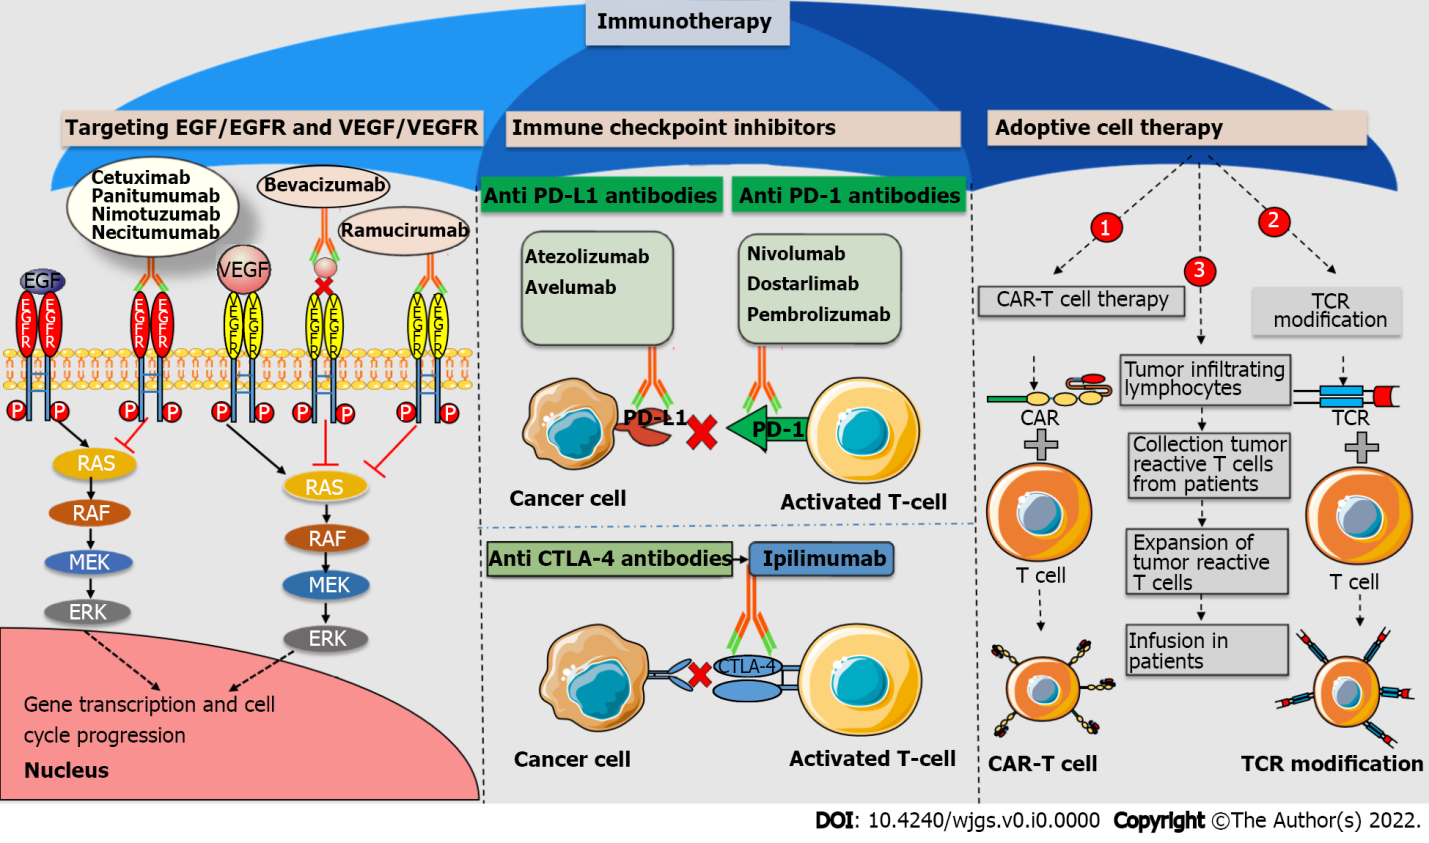 Immunotherapy
Targeting EGF/EGFR and VEGF/VEGFR
Immune checkpoint inhibitors
Adoptive cell therapy
Cetuximab
Panitumumab
Nimotuzumab
Necitumumab
Bevacizumab
Ramucirumab
EGF
VEGF
EGFR
EGFR
EGFR
EGFR
VEGFR
VEGFR
VEGFR
VEGFR
VEGFR
VEGFR
P
P
P
P
P
P
P
P
P
P
RAS
RAF
MEK
ERK
RAS
RAF
MEK
ERK
Gene transcription and cell
cycle progression
Nucleus
Anti PD-L1 antibodies
Anti PD-1 antibodies
Atezolizumab
Avelumab
Nivolumab
Dostarlimab
Pembrolizumab
PD-L1
PD-1
Cancer cell
Activated T-cell
Anti CTLA-4 antibodies
Ipilimumab
CTLA-4
Cancer cell
Activated T-cell
1
2
3
CAR-T cell therapy
TCR
modification
Tumor infiltrating
lymphocytes
Collection tumor
reactive T cells
from patients
Expansion of
tumor reactive
T cells
Infusion in
patients
CAR
T cell
CAR-T cell
TCR
T cell
TCR modification
DOI: 10.4240/wjgs.v0.i0.0000 Copyright ©The Author(s) 2022.